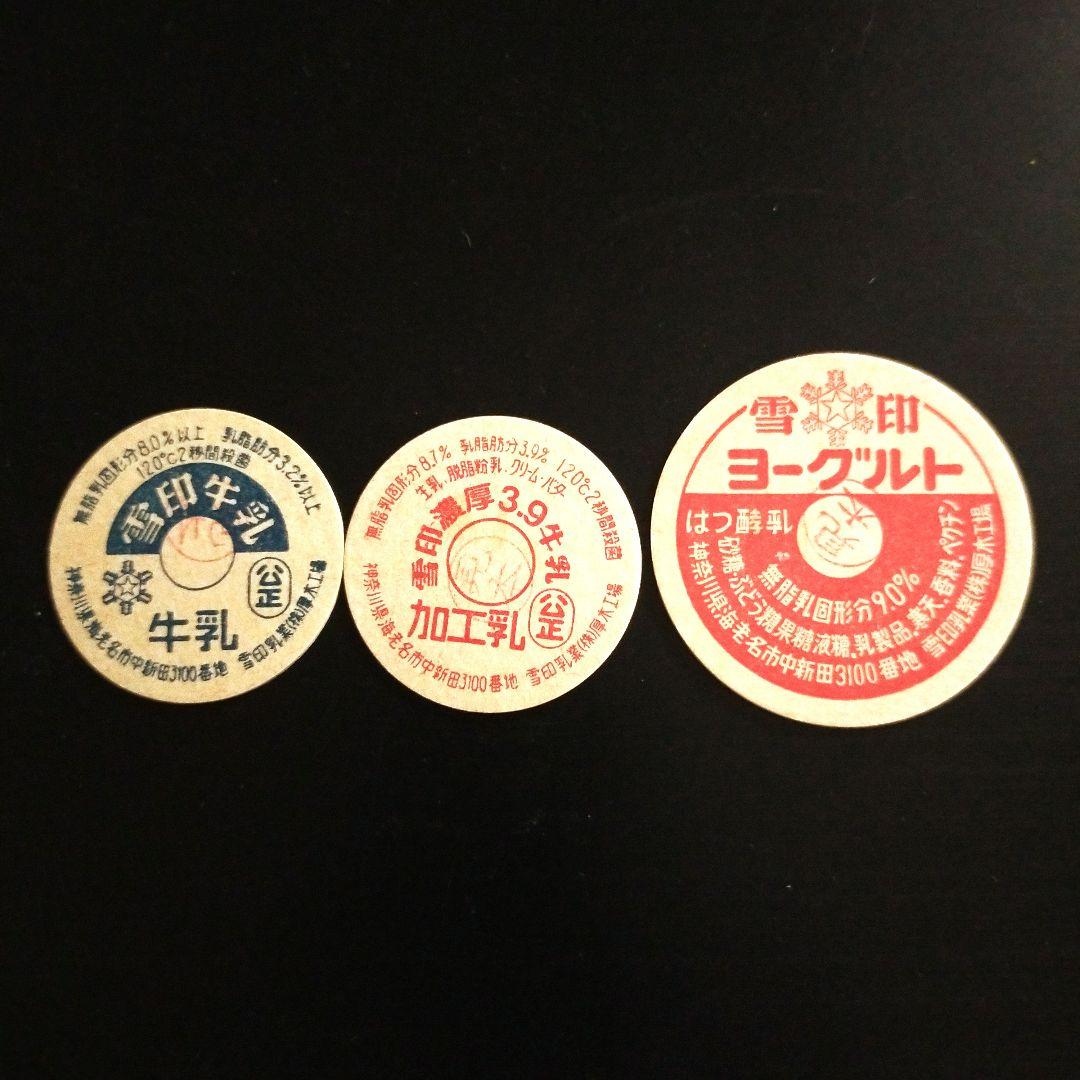 無脂乳固形分8.0%以上 乳脂肪分3.2%以上
120℃2秒間殺菌
雪印牛乳
公正
牛乳
神奈川県海老名市中新田3100番地 雪印乳業(株)厚木工場
無脂乳固形分8.7% 乳脂肪分3.9% 120℃2秒間殺菌
生乳、脱脂粉乳、クリーム・バター
雪印濃厚3.9牛乳
公正
加工乳
神奈川県海老名市中新田3100番地 雪印乳業(株)厚木工場
雪印
ヨーグルト
はつ酵乳
無脂乳固形分9.0%
砂糖・ぶどう糖果糖液糖、乳製品、寒天、香料、ペクチン
神奈川県海老名市中新田3100番地 雪印乳業(株)厚木工場